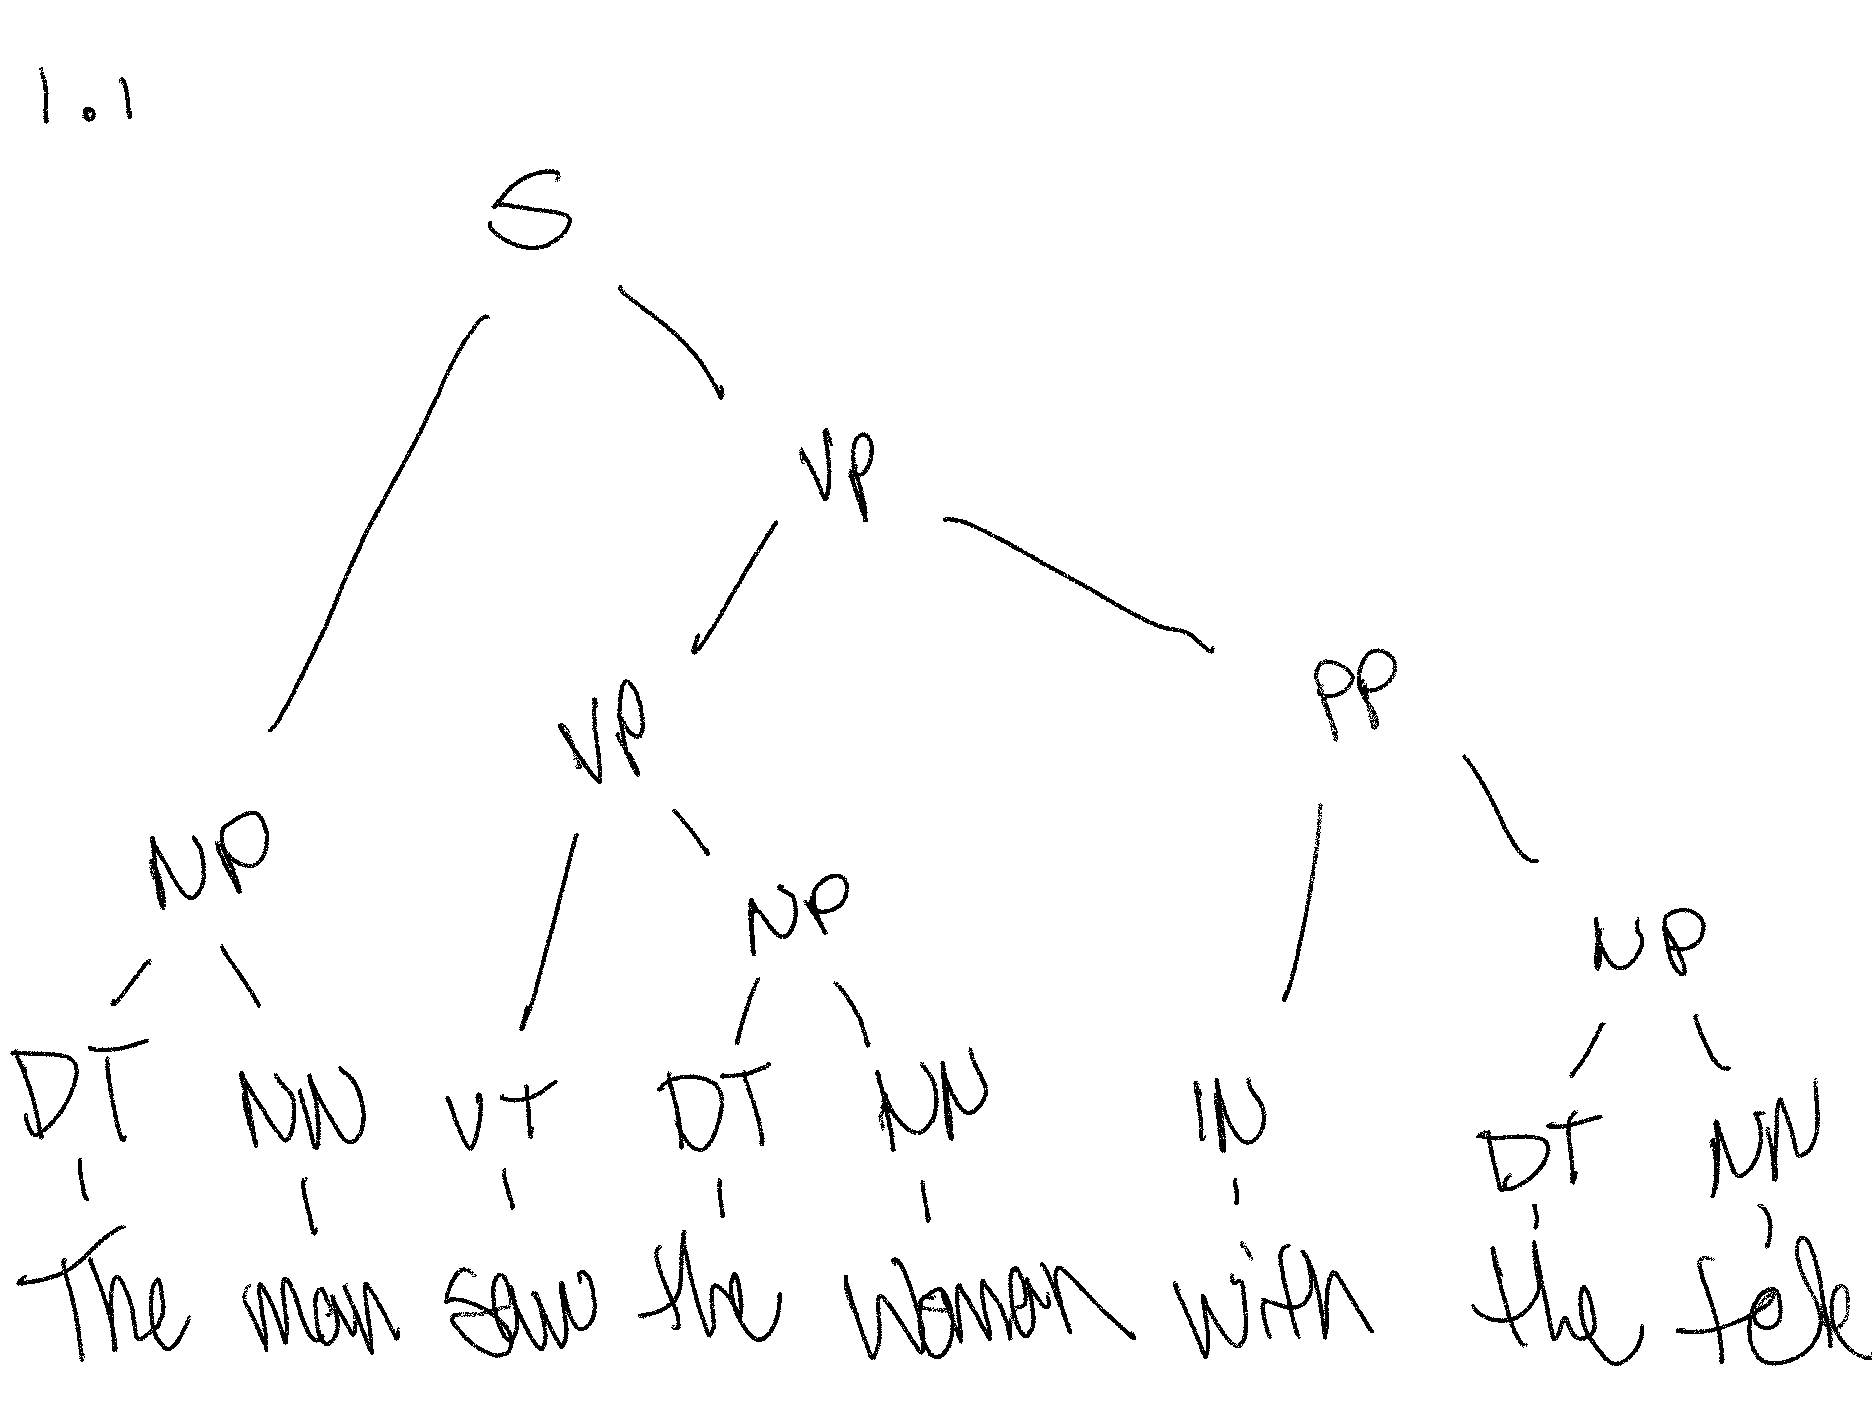 1.1
S
VP
VP PP
NP NP NP
DT NN VT DT NN IN DT NN
The man saw the woman with the tele